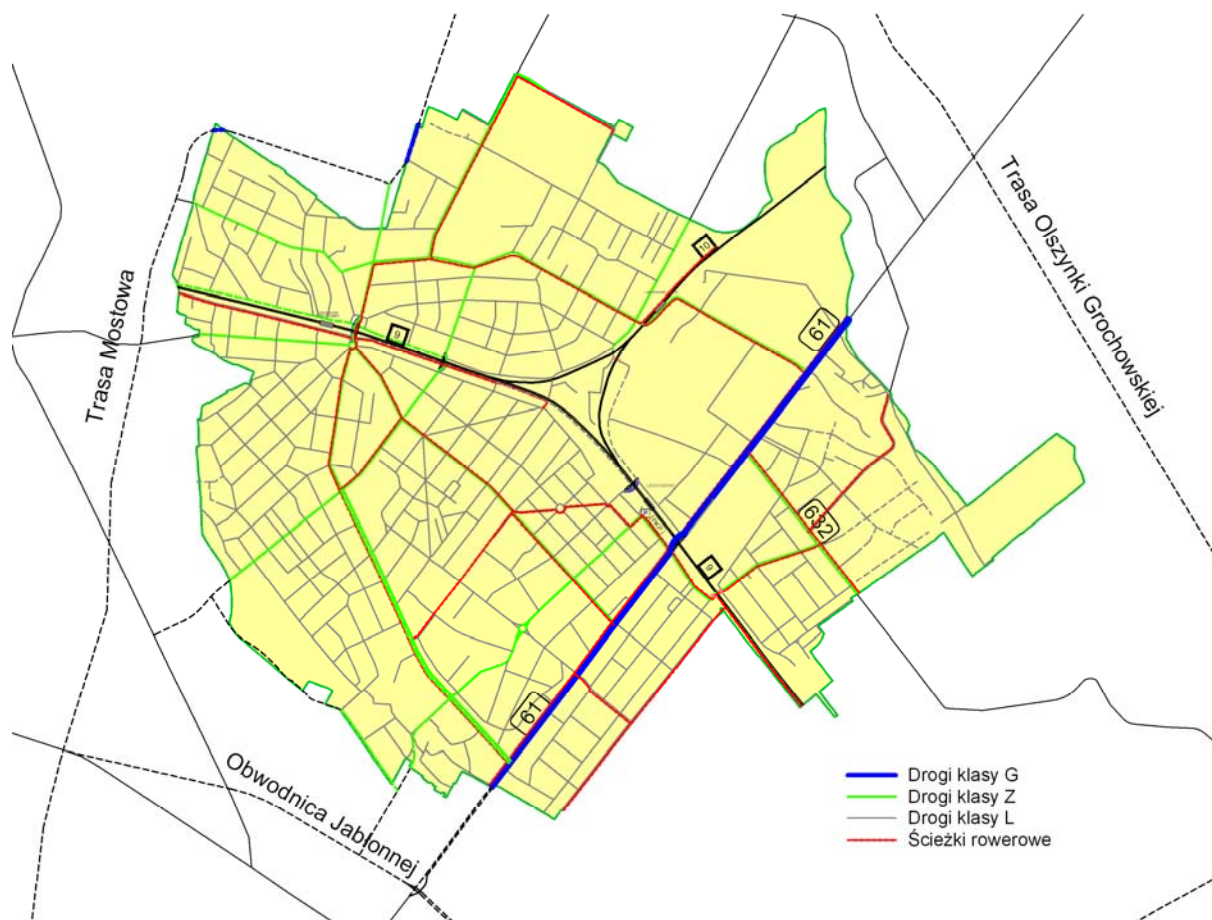 Trasa Olszynki Grochowskiej
10
Trasa Mostowa
9
61
632
9
61
Obwodnica Jabłonnej
Drogi klasy G
Drogi klasy Z
Drogi klasy L
Ścieżki rowerowe